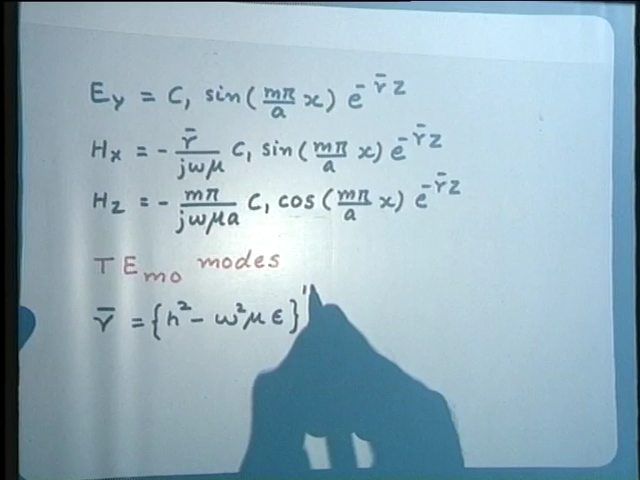 Ey = C₁ sin(mπ/a x) e^-γ̄z
Hx = - γ̄/jωμ C₁ sin(mπ/a x) e^-γ̄z
Hz = - mπ/jωμa C₁ cos(mπ/a x) e^-γ̄z
TEmo modes
γ̄ = {h² - ω²με}'